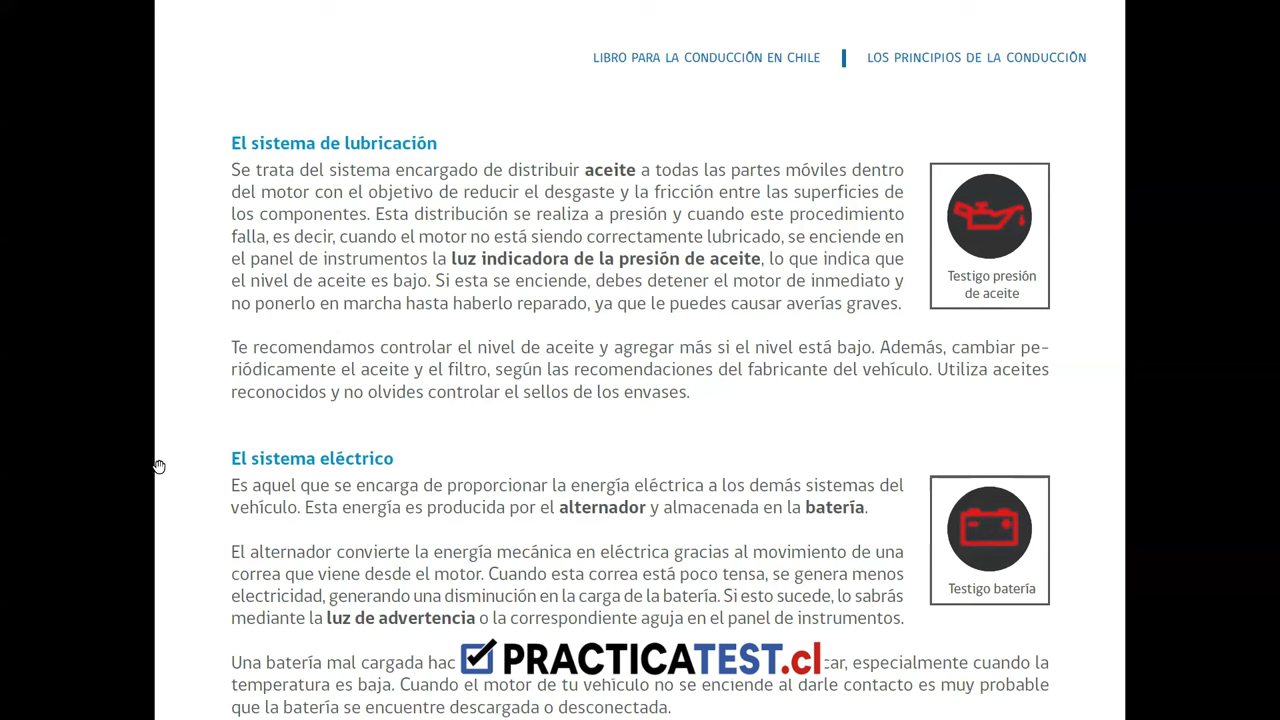 LIBRO PARA LA CONDUCCIÓN EN CHILE LOS PRINCIPIOS DE LA CONDUCCIÓN
El sistema de lubricación
Se trata del sistema encargado de distribuir aceite a todas las partes móviles dentro
del motor con el objetivo de reducir el desgaste y la fricción entre las superficies de
los componentes. Esta distribución se realiza a presión y cuando este procedimiento
falla, es decir, cuando el motor no está siendo correctamente lubricado, se enciende en
el panel de instrumentos la luz indicadora de la presión de aceite, lo que indica que
el nivel de aceite es bajo. Si esta se enciende, debes detener el motor de inmediato y
no ponerlo en marcha hasta haberlo reparado, ya que le puedes causar averías graves.
Testigo presión
de aceite
Te recomendamos controlar el nivel de aceite y agregar más si el nivel está bajo. Además, cambiar pe-
riódicamente el aceite y el filtro, según las recomendaciones del fabricante del vehículo. Utiliza aceites
reconocidos y no olvides controlar el sellos de los envases.
El sistema eléctrico
Es aquel que se encarga de proporcionar la energía eléctrica a los demás sistemas del
vehículo. Esta energía es producida por el alternador y almacenada en la batería.
El alternador convierte la energía mecánica en eléctrica gracias al movimiento de una
correa que viene desde el motor. Cuando esta correa está poco tensa, se genera menos
electricidad, generando una disminución en la carga de la batería. Si esto sucede, lo sabrás
mediante la luz de advertencia o la correspondiente aguja en el panel de instrumentos.
Testigo batería
Una batería mal cargada hac car, especialmente cuando la
PRACTICATEST.cl
temperatura es baja. Cuando el motor de tu vehículo no se enciende al darle contacto es muy probable
que la batería se encuentre descargada o desconectada.